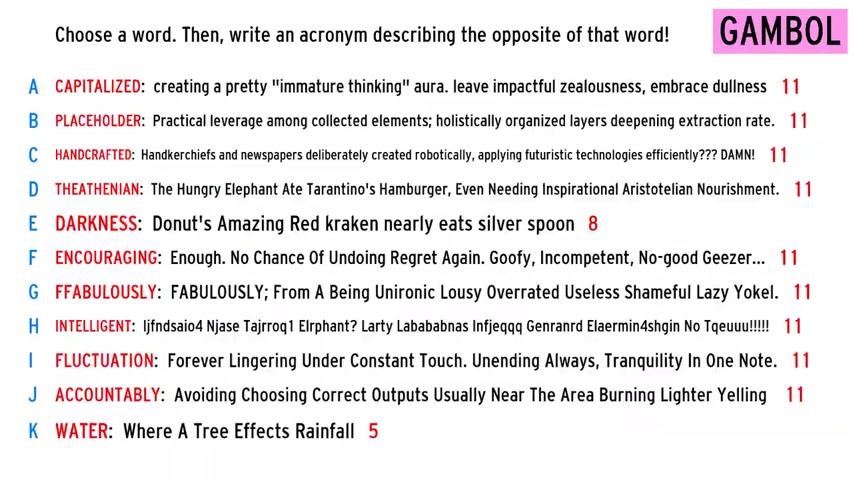 Choose a word. Then, write an acronym describing the opposite of that word!
GAMBOL
A CAPITALIZED: creating a pretty "immature thinking" aura. leave impactful zealousness, embrace dullness 11
B PLACEHOLDER: Practical leverage among collected elements; holistically organized layers deepening extraction rate. 11
C HANDCRAFTED: Handkerchiefs and newspapers deliberately created robotically, applying futuristic technologies efficiently??? DAMN! 11
D THEATHENIAN: The Hungry Elephant Ate Tarantino's Hamburger, Even Needing Inspirational Aristotelian Nourishment. 11
E DARKNESS: Donut's Amazing Red kraken nearly eats silver spoon 8
F ENCOURAGING: Enough. No Chance Of Undoing Regret Again. Goofy, Incompetent, No-good Geezer... 11
G FFABULOUSLY: FABULOUSLY; From A Being Unironic Lousy Overrated Useless Shameful Lazy Yokel. 11
H INTELLIGENT: Ijfndsaio4 Njase Tajrroq1 Elrphant? Larty Labababnas Infjeqqq Genranrd Elaermin4shgin No Tqeuuu!!!!! 11
I FLUCTUATION: Forever Lingering Under Constant Touch. Unending Always, Tranquility In One Note. 11
J ACCOUNTABLY: Avoiding Choosing Correct Outputs Usually Near The Area Burning Lighter Yelling 11
K WATER: Where A Tree Effects Rainfall 5